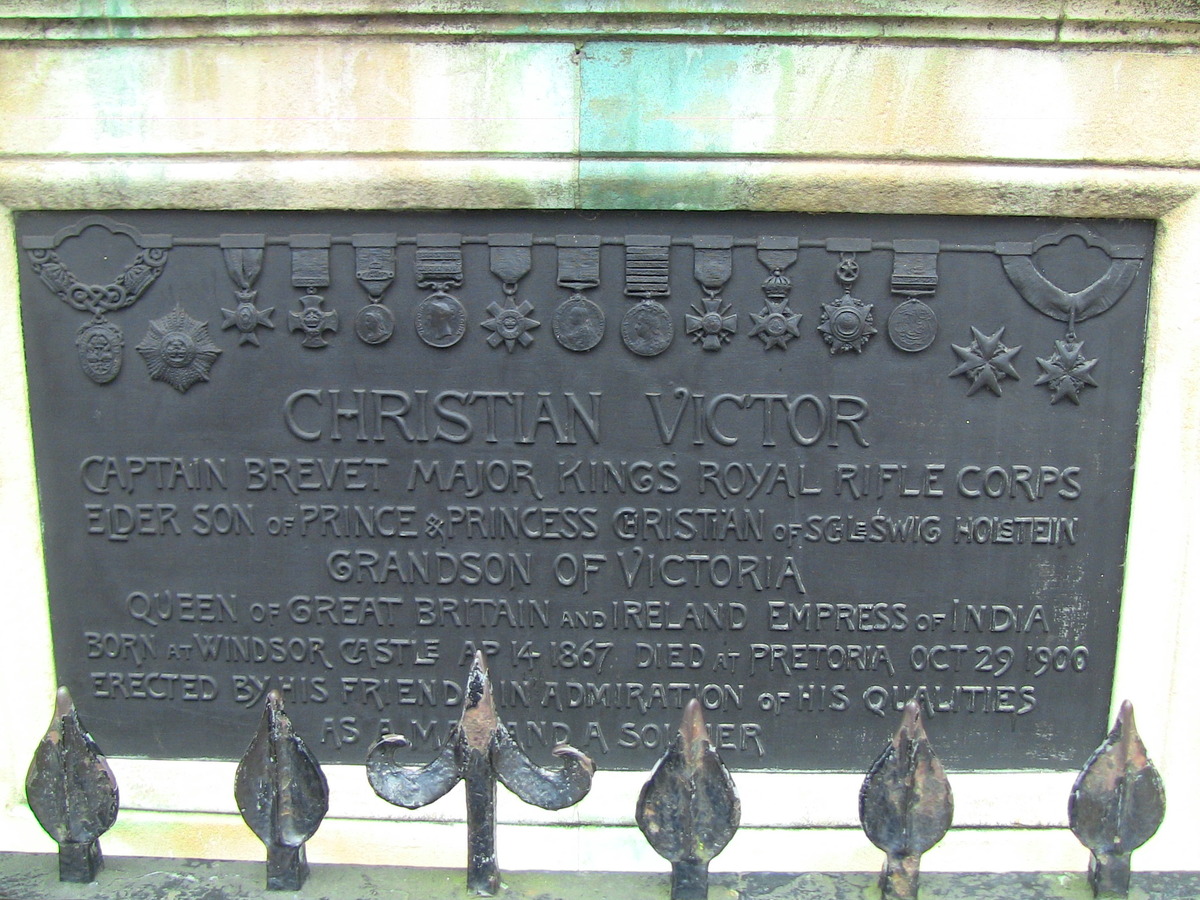 CHRISTIAN VICTOR
CAPTAIN BREVET MAJOR KINGS ROYAL RIFLE CORPS
ELDER SON OF PRINCE & PRINCESS CHRISTIAN OF SCLESWIG HOLSTEIN
GRANDSON OF VICTORIA
QUEEN OF GREAT BRITAIN AND IRELAND EMPRESS OF INDIA
BORN AT WINDSOR CASTLE AP 14 1867 DIED AT PRETORIA OCT 29 1900
ERECTED BY HIS FRIENDS IN ADMIRATION OF HIS QUALITIES
AS A MAN AND A SOLDIER